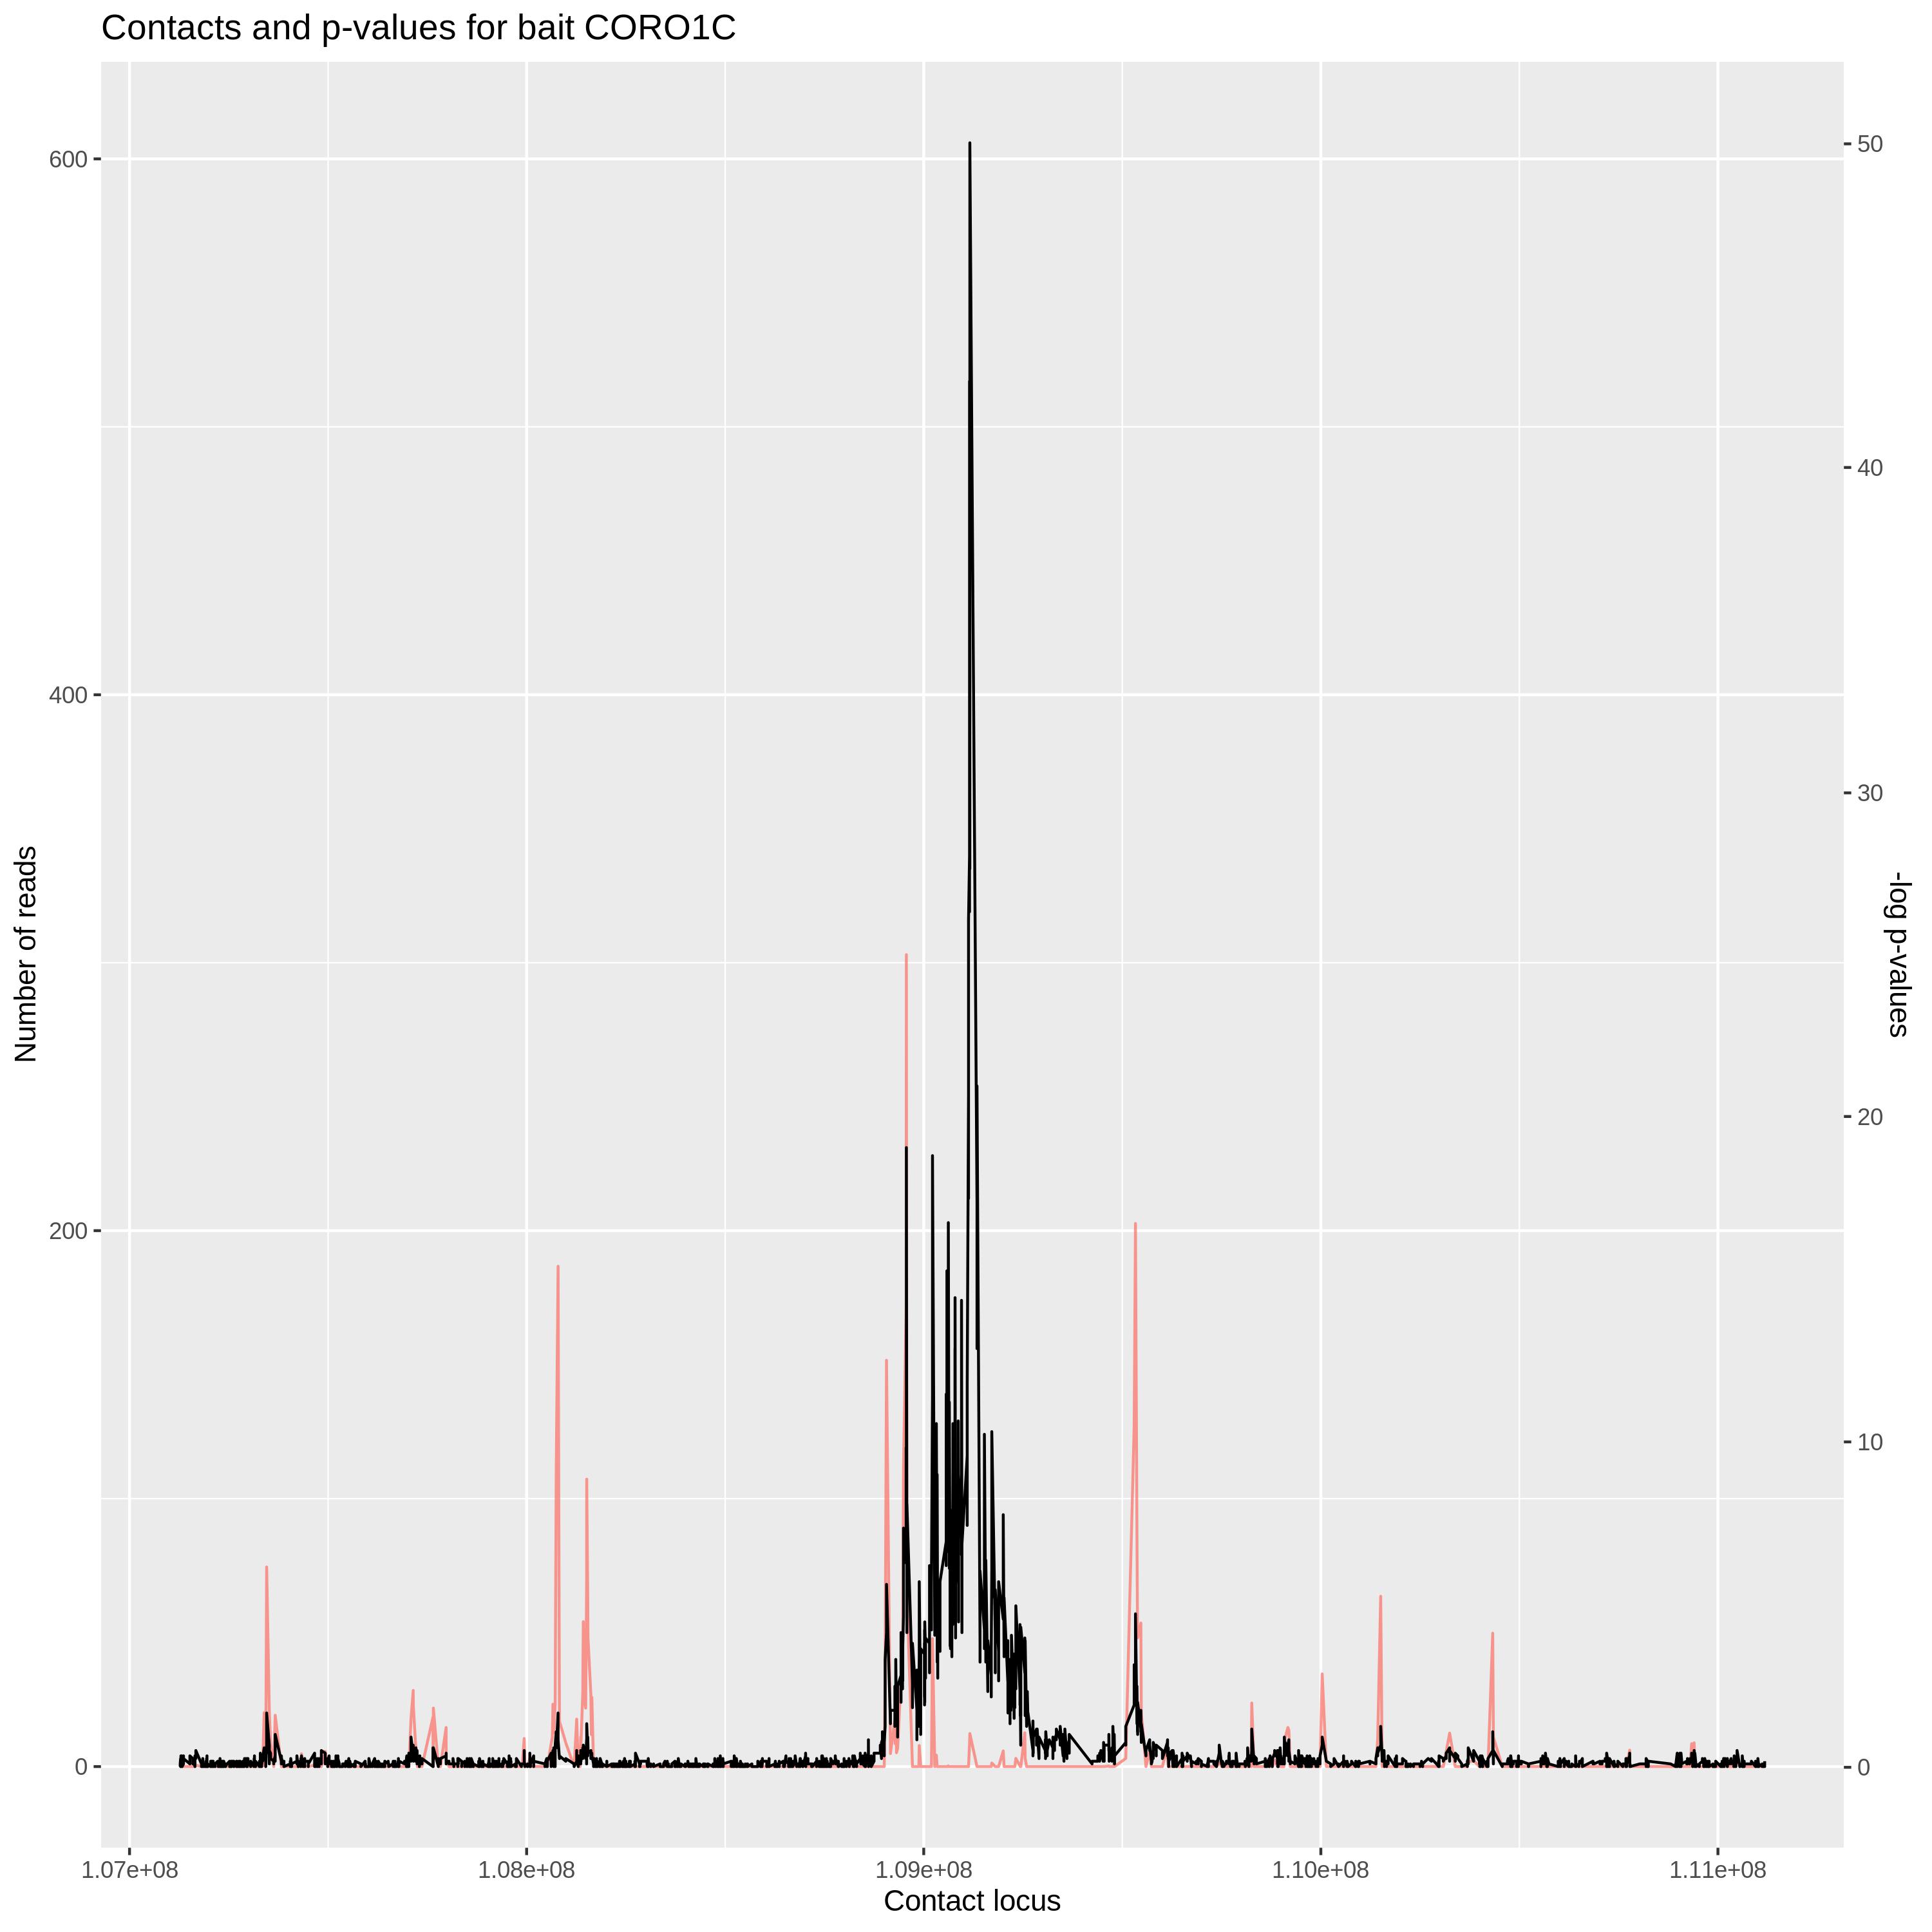 Contacts and p-values for bait CORO1C
600
400
200
0
Number of reads
50
40
30
20
10
0
-log p-values
1.07e+08
1.08e+08
1.09e+08
1.10e+08
1.11e+08
Contact locus